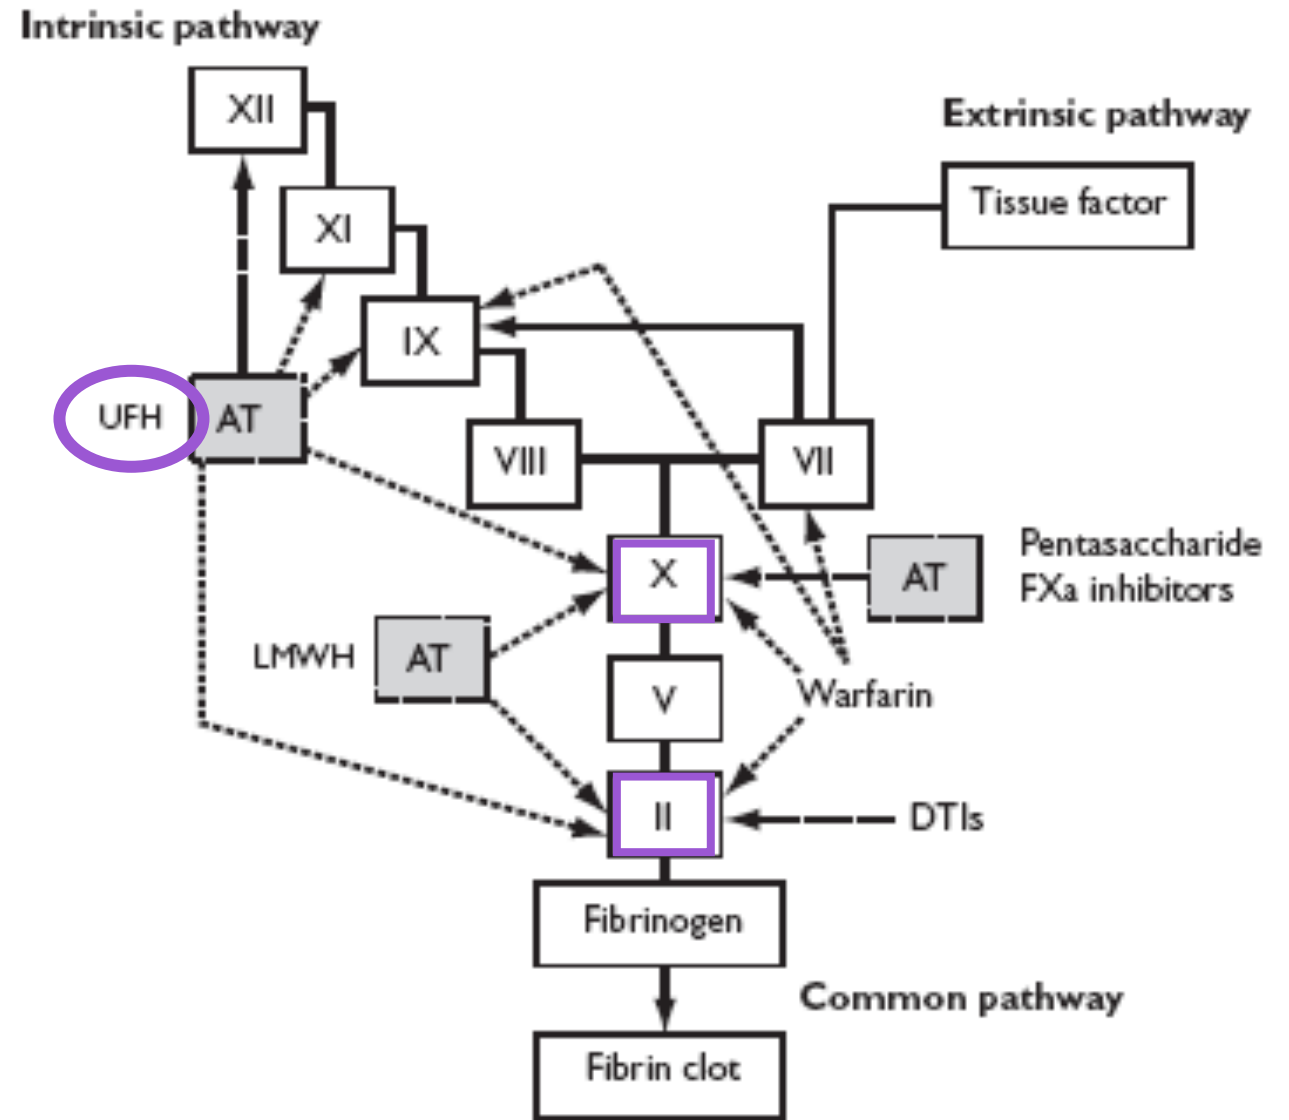 Intrinsic pathway
XII
Extrinsic pathway
Tissue factor
XI
IX
UFH
AT
VIII
VII
X
AT
Pentasaccharide
FXa inhibitors
LMWH
AT
V
Warfarin
II
DTIs
Fibrinogen
Common pathway
Fibrin clot